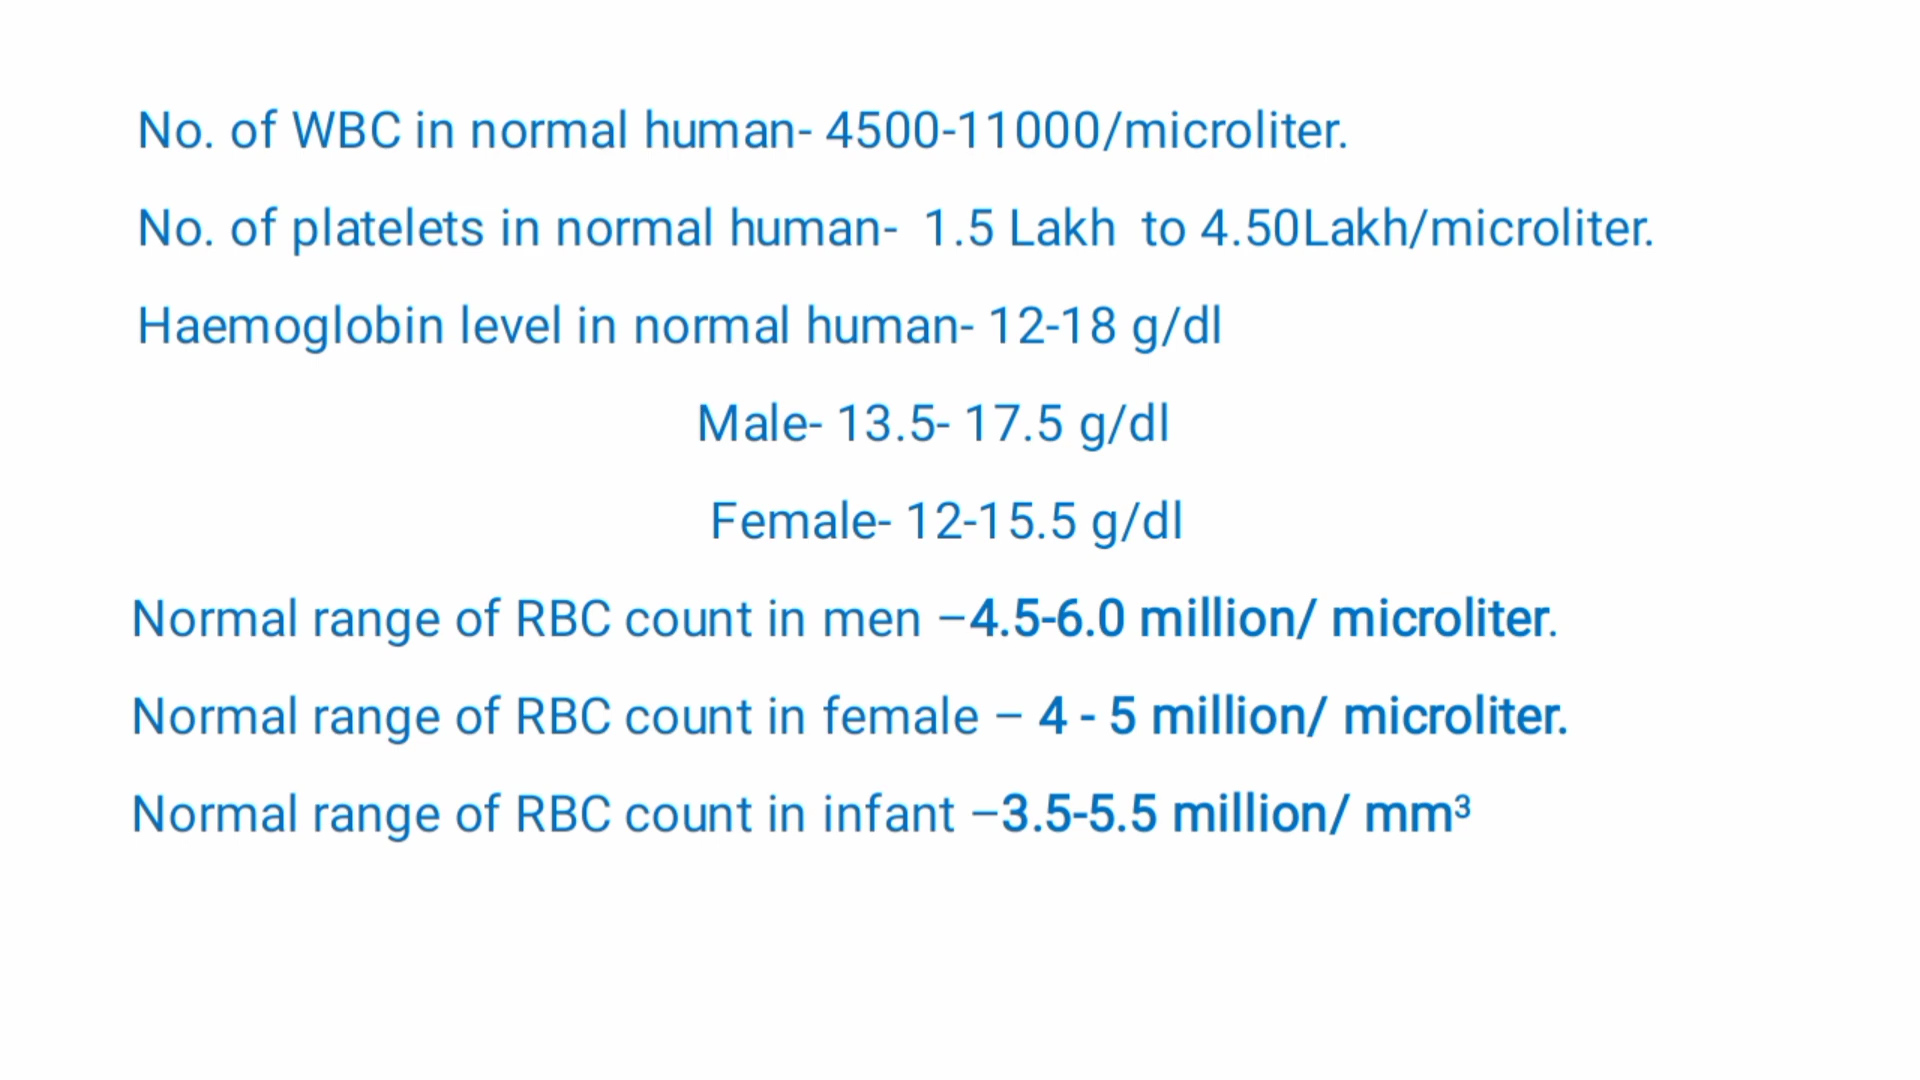 No. of WBC in normal human- 4500-11000/microliter.
No. of platelets in normal human- 1.5 Lakh to 4.50Lakh/microliter.
Haemoglobin level in normal human- 12-18 g/dl
Male- 13.5- 17.5 g/dl
Female- 12-15.5 g/dl
Normal range of RBC count in men –4.5-6.0 million/ microliter.
Normal range of RBC count in female – 4 - 5 million/ microliter.
Normal range of RBC count in infant –3.5-5.5 million/ mm³